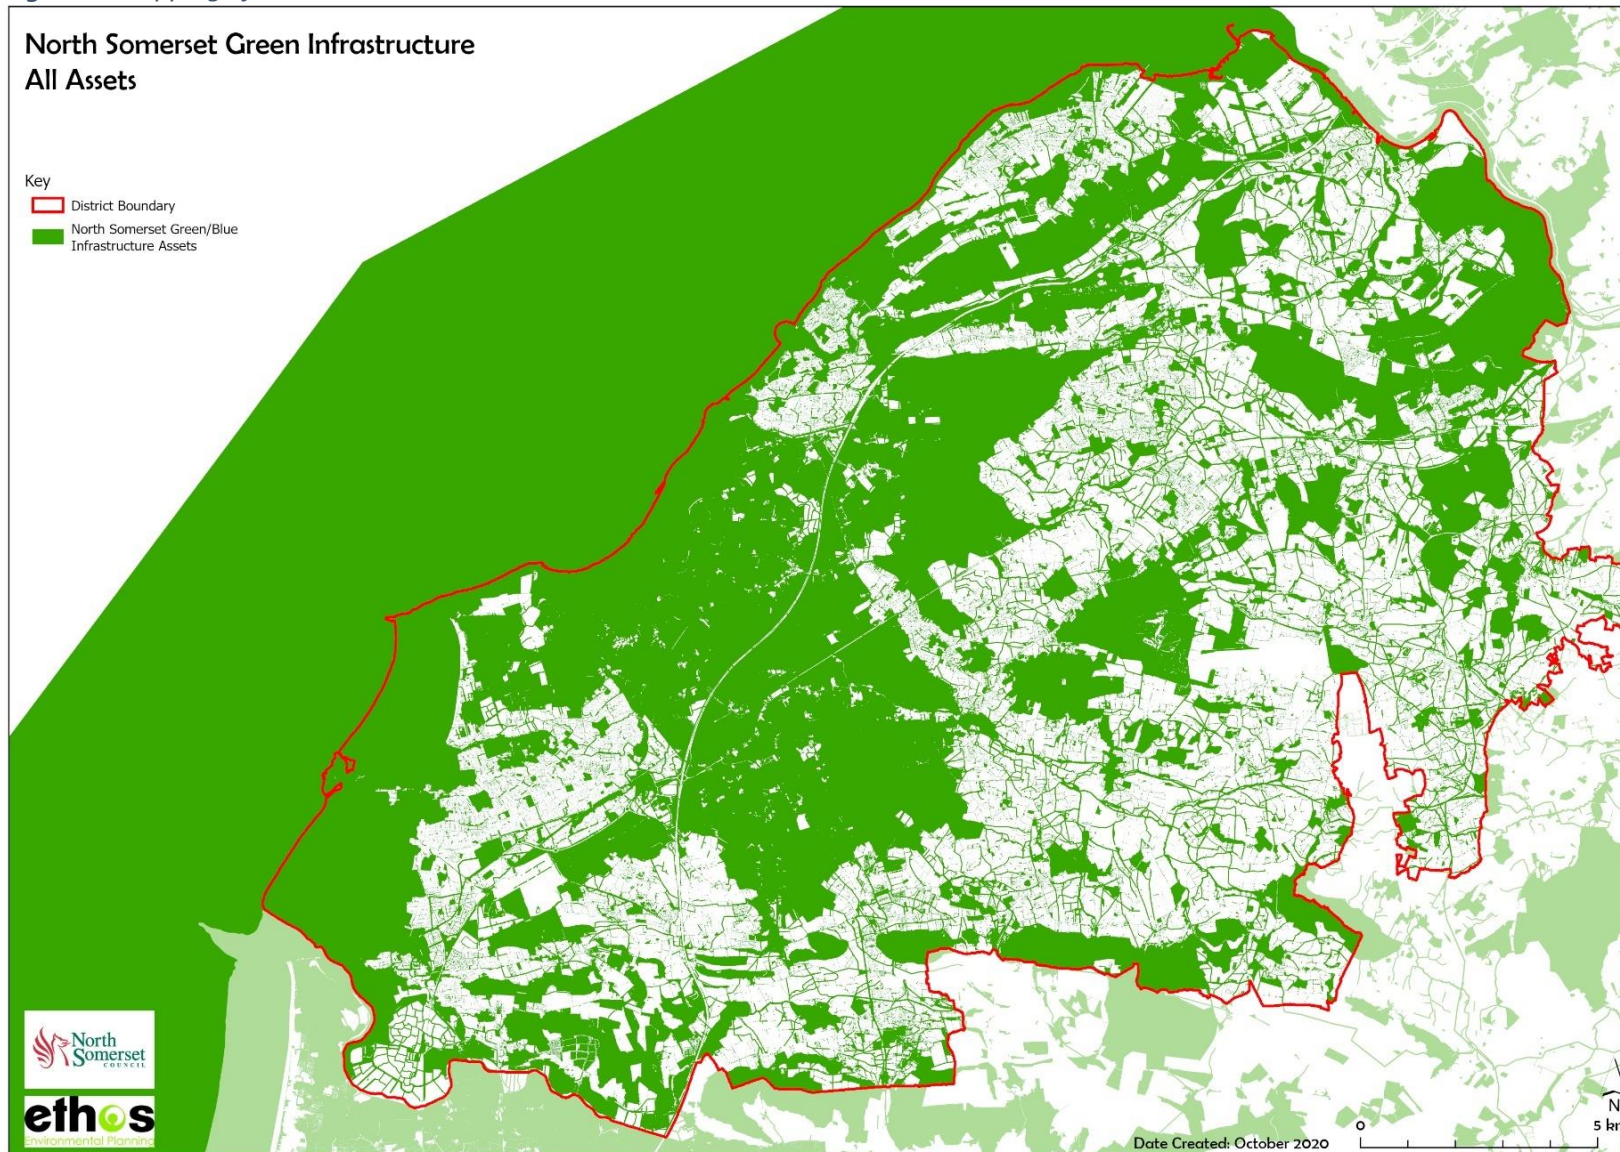 North Somerset Green Infrastructure
All Assets
Key
District Boundary
North Somerset Green/Blue
Infrastructure Assets
North
Somerset
COUNCIL
ethos
Environmental Planning
Date Created: October 2020
0
N
5 km